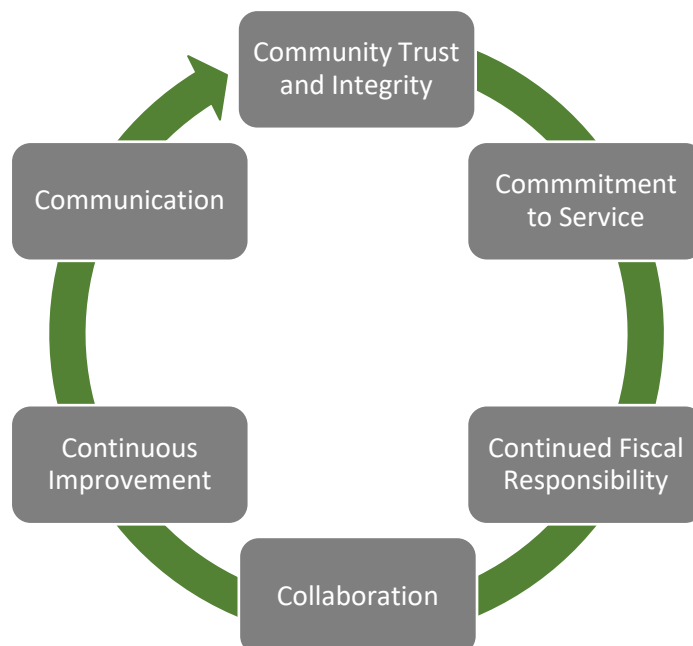 Community Trust
and Integrity
Commmitment
to Service
Continued Fiscal
Responsibility
Collaboration
Continuous
Improvement
Communication